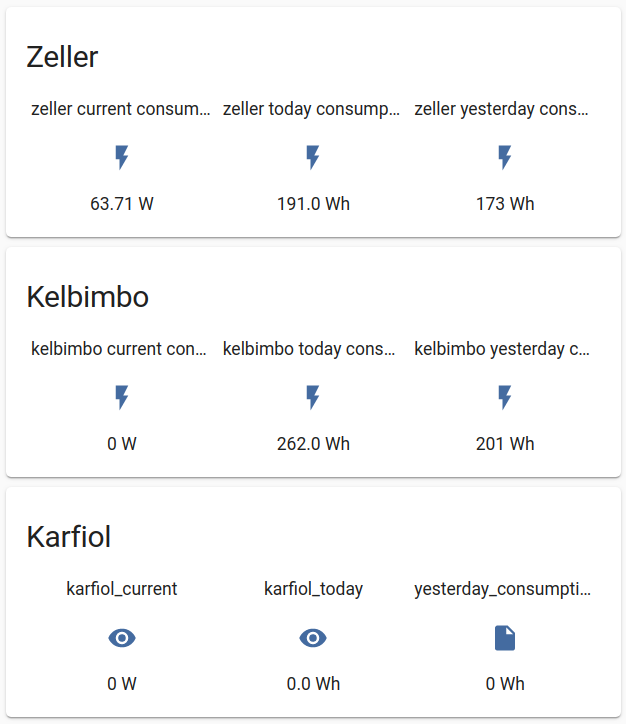 Zeller
zeller current consum... zeller today consump... zeller yesterday cons...
63.71 W 191.0 Wh 173 Wh
Kelbimbo
kelbimbo current con... kelbimbo today cons... kelbimbo yesterday c...
0 W 262.0 Wh 201 Wh
Karfiol
karfiol_current karfiol_today yesterday_consumpti...
0 W 0.0 Wh 0 Wh